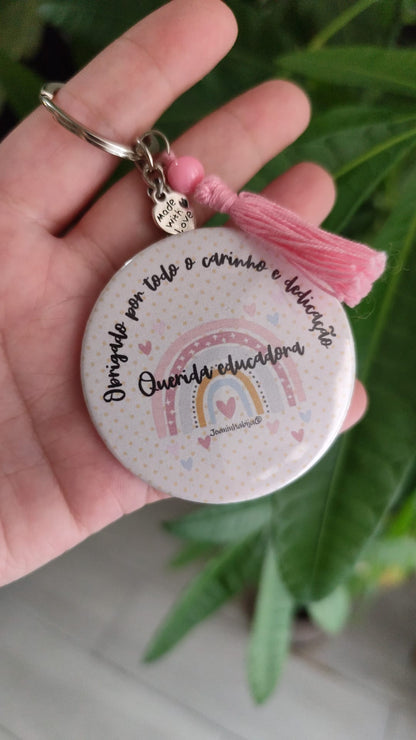 Made
with
love
Obrigado por todo o carinho e dedicação
Querida educadora